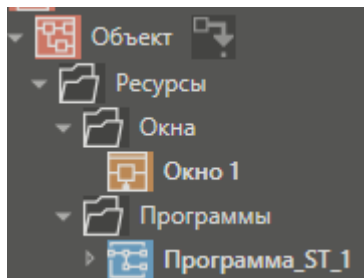 Объект
Ресурсы
Окна
Окно 1
Программы
Программа_ST_1